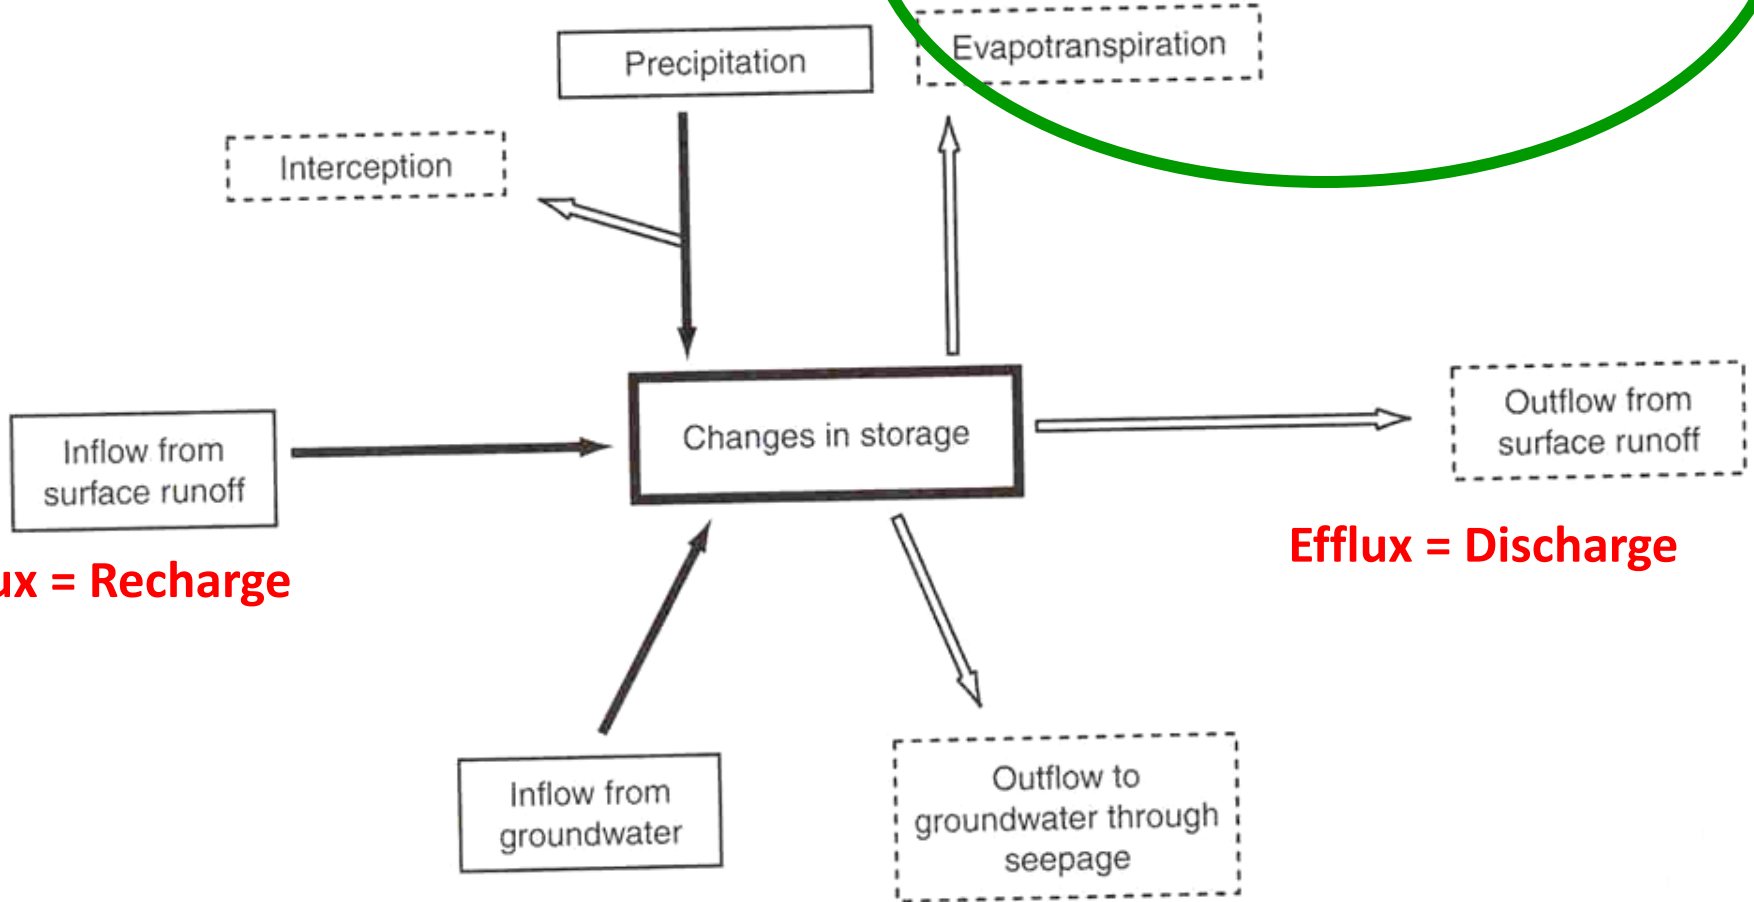 Precipitation
Evapotranspiration
Interception
Changes in storage
Inflow from
surface runoff
Outflow from
surface runoff
= Recharge
Efflux = Discharge
Inflow from
groundwater
Outflow to
groundwater through
seepage